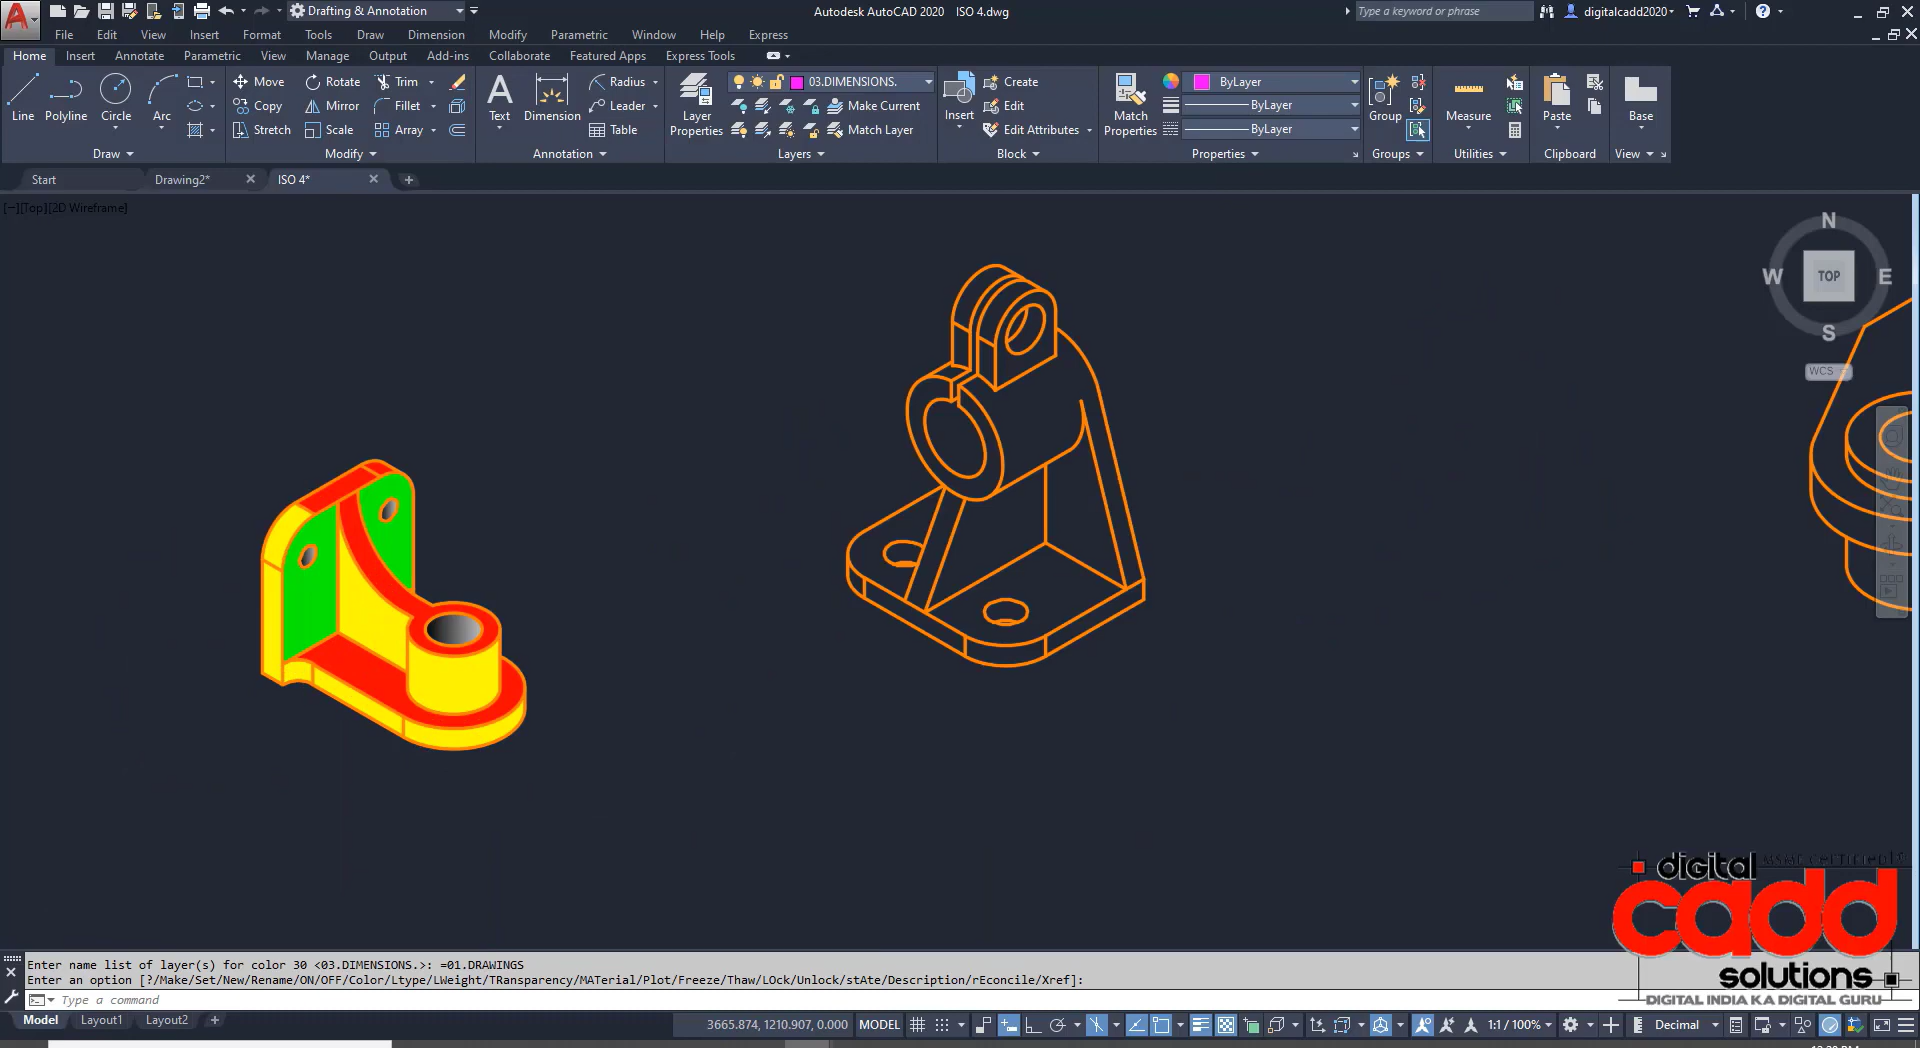 Drafting & Annotation
Autodesk AutoCAD 2020 ISO 4.dwg
Type a keyword or phrase
digitalcadd2020
File Edit View Insert Format Tools Draw Dimension Modify Parametric Window Help Express
Home Insert Annotate Parametric View Manage Output Add-ins Collaborate Featured Apps Express Tools
Move Rotate Trim Radius 03.DIMENSIONS. Create ByLayer
Copy Mirror Fillet Leader Make Current Edit ByLayer
Line Polyline Circle Arc Text Dimension Layer Properties Insert Match Properties Group Measure Paste Base
Stretch Scale Array Table Match Layer Edit Attributes ByLayer
Draw Modify Annotation Layers Block Properties Groups Utilities Clipboard View
Start Drawing2* ISO 4*
[−][Top][2D Wireframe]
N
W TOP E
S
WCS
digital
cadd
solutions
DIGITAL INDIA KA DIGITAL GURU
Enter name list of layer(s) for color 30 <03.DIMENSIONS.>: =01.DRAWINGS
Enter an option [?/Make/Set/New/Rename/ON/OFF/Color/Ltype/LWeight/TRansparency/MATerial/Plot/Freeze/Thaw/LOck/Unlock/stAte/Description/rEconcile/Xref]:
Type a command
Model Layout1 Layout2
3665.874, 1210.907, 0.000 MODEL 1:1 / 100% Decimal